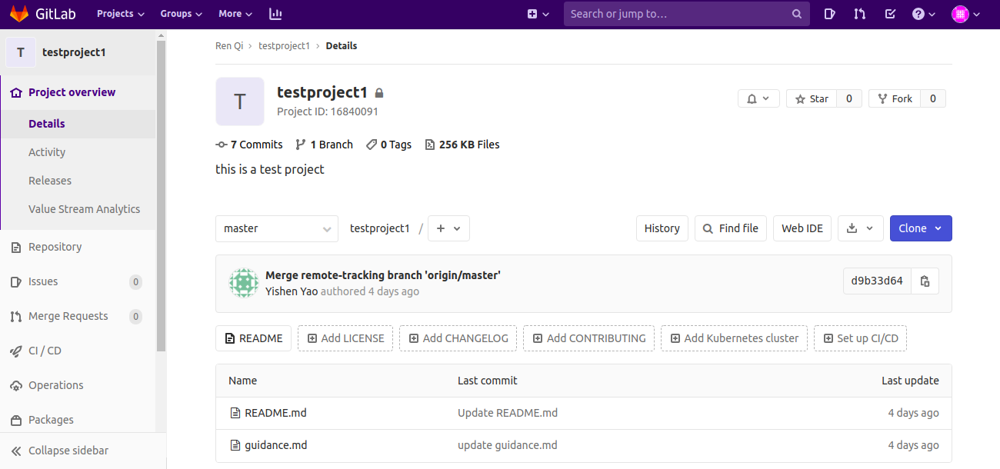 GitLab Projects Groups More Search or jump to…
T testproject1
Project overview
Details
Activity
Releases
Value Stream Analytics
Repository
Issues 0
Merge Requests 0
CI / CD
Operations
Packages
Collapse sidebar
Ren Qi › testproject1 › Details
T
testproject1
Project ID: 16840091
Star 0 Fork 0
7 Commits 1 Branch 0 Tags 256 KB Files
this is a test project
master testproject1 / + History Find file Web IDE Clone
Merge remote-tracking branch 'origin/master'
Yishen Yao authored 4 days ago
d9b33d64
README Add LICENSE Add CHANGELOG Add CONTRIBUTING Add Kubernetes cluster Set up CI/CD
Name Last commit Last update
README.md Update README.md 4 days ago
guidance.md update guidance.md 4 days ago